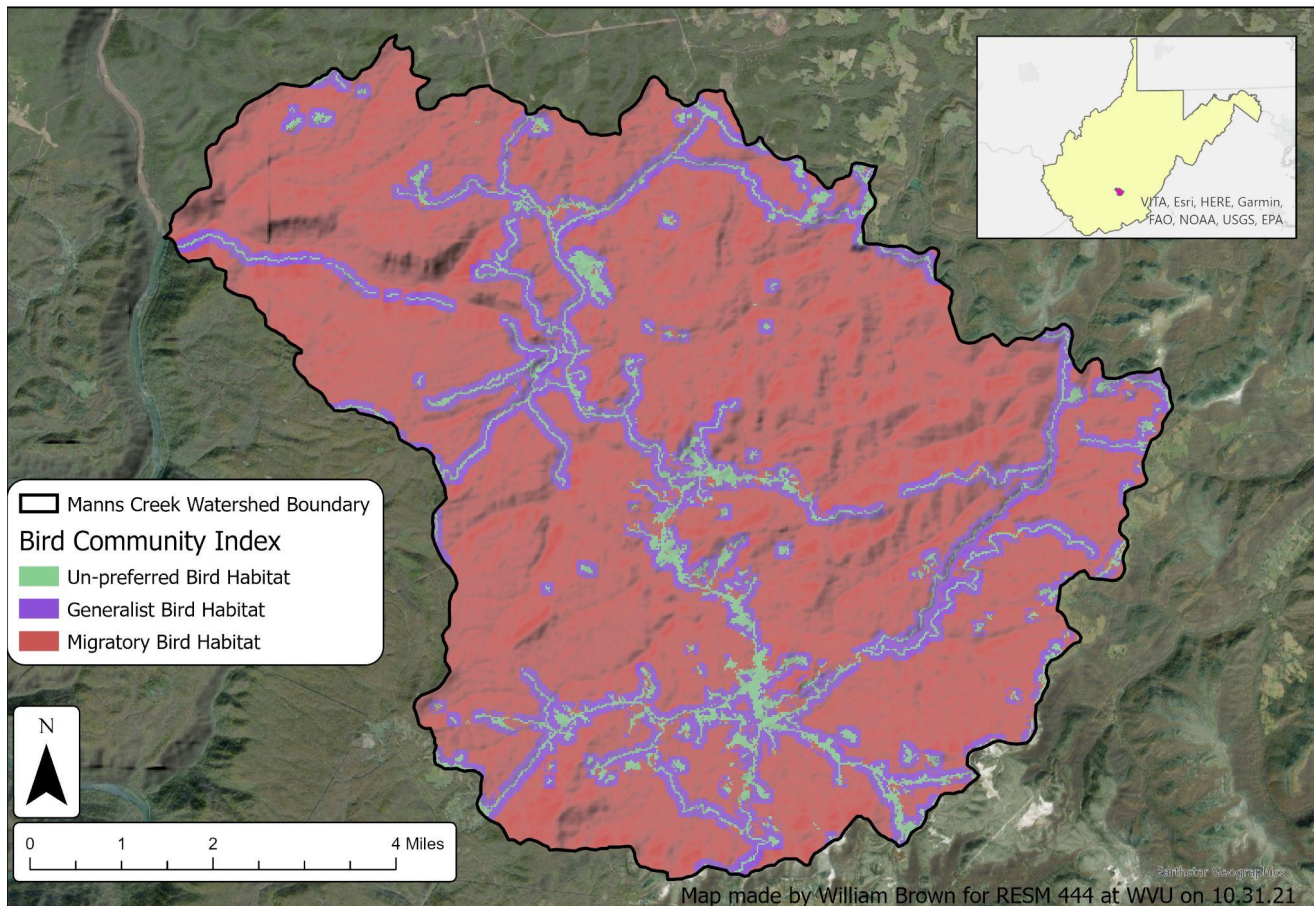 VITA, Esri, HERE, Garmin,
FAO, NOAA, USGS, EPA
Manns Creek Watershed Boundary
Bird Community Index
Un-preferred Bird Habitat
Generalist Bird Habitat
Migratory Bird Habitat
N
0 1 2 4 Miles
Earthstar Geographics
Map made by William Brown for RESM 444 at WVU on 10.31.21